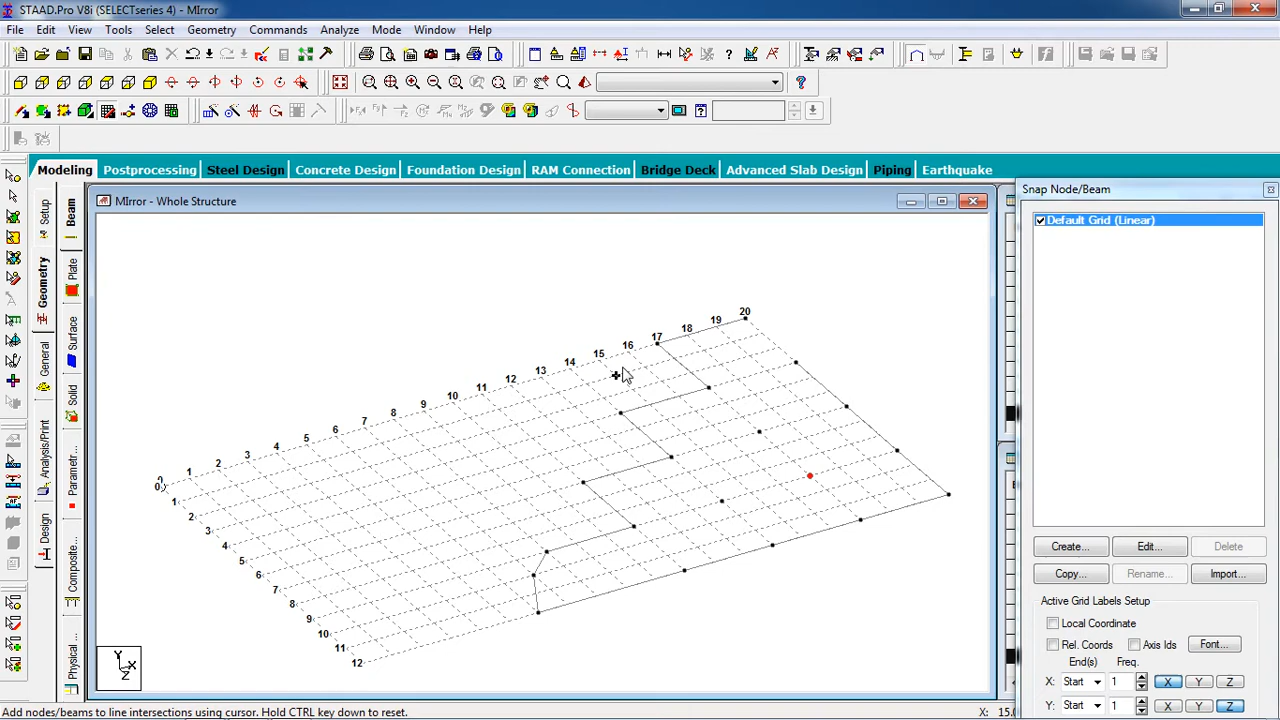 STAAD.Pro V8i (SELECTseries 4) - MIrror
File Edit View Tools Select Geometry Commands Analyze Mode Window Help
Modeling Postprocessing Steel Design Concrete Design Foundation Design RAM Connection Bridge Deck Advanced Slab Design Piping Earthquake
Setup
Geometry
General
Analysis/Print
Design
Beam
Plate
Surface
Solid
Parametr...
Composite...
Physical ...
MIrror - Whole Structure
20
19
18
17
16
15
14
13
12
11
10
9
8
7
6
5
4
3
2
1
0
1
2
3
4
5
6
7
8
9
10
11
12
Y
X
Z
Snap Node/Beam
Default Grid (Linear)
Create... Edit... Delete
Copy... Rename... Import...
Active Grid Labels Setup
Local Coordinate
Rel. Coords Axis Ids Font...
End(s) Freq.
X: Start 1 X Y Z
Y: Start 1 X Y Z
Add nodes/beams to line intersections using cursor. Hold CTRL key down to reset. X: 15.0